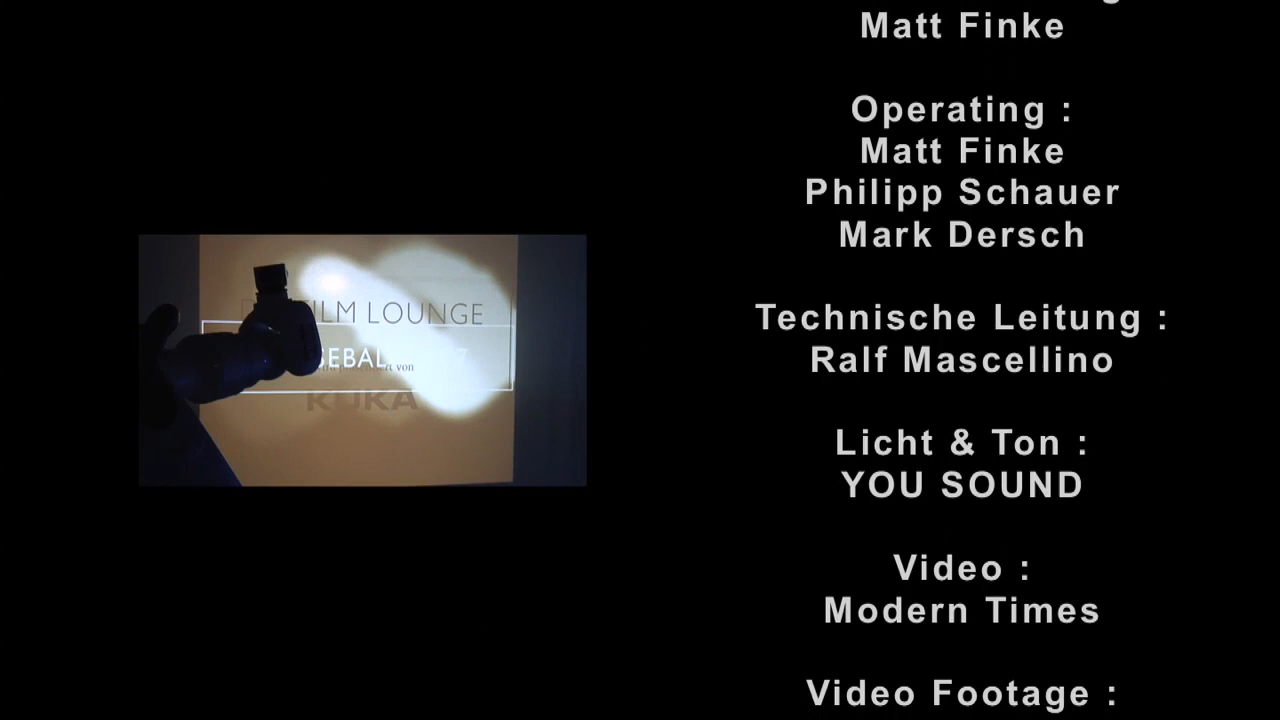 FILM LOUNGE
von
KUKA
Matt Finke
Operating :
Matt Finke
Philipp Schauer
Mark Dersch
Technische Leitung :
Ralf Mascellino
Licht & Ton :
YOU SOUND
Video :
Modern Times
Video Footage :